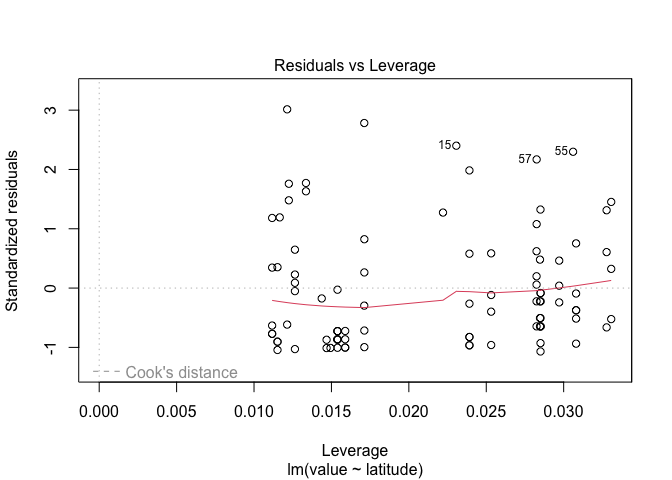 Residuals vs Leverage
Standardized residuals
3
2
1
0
-1
15
57
55
Cook's distance
0.000 0.005 0.010 0.015 0.020 0.025 0.030
Leverage
lm(value ~ latitude)